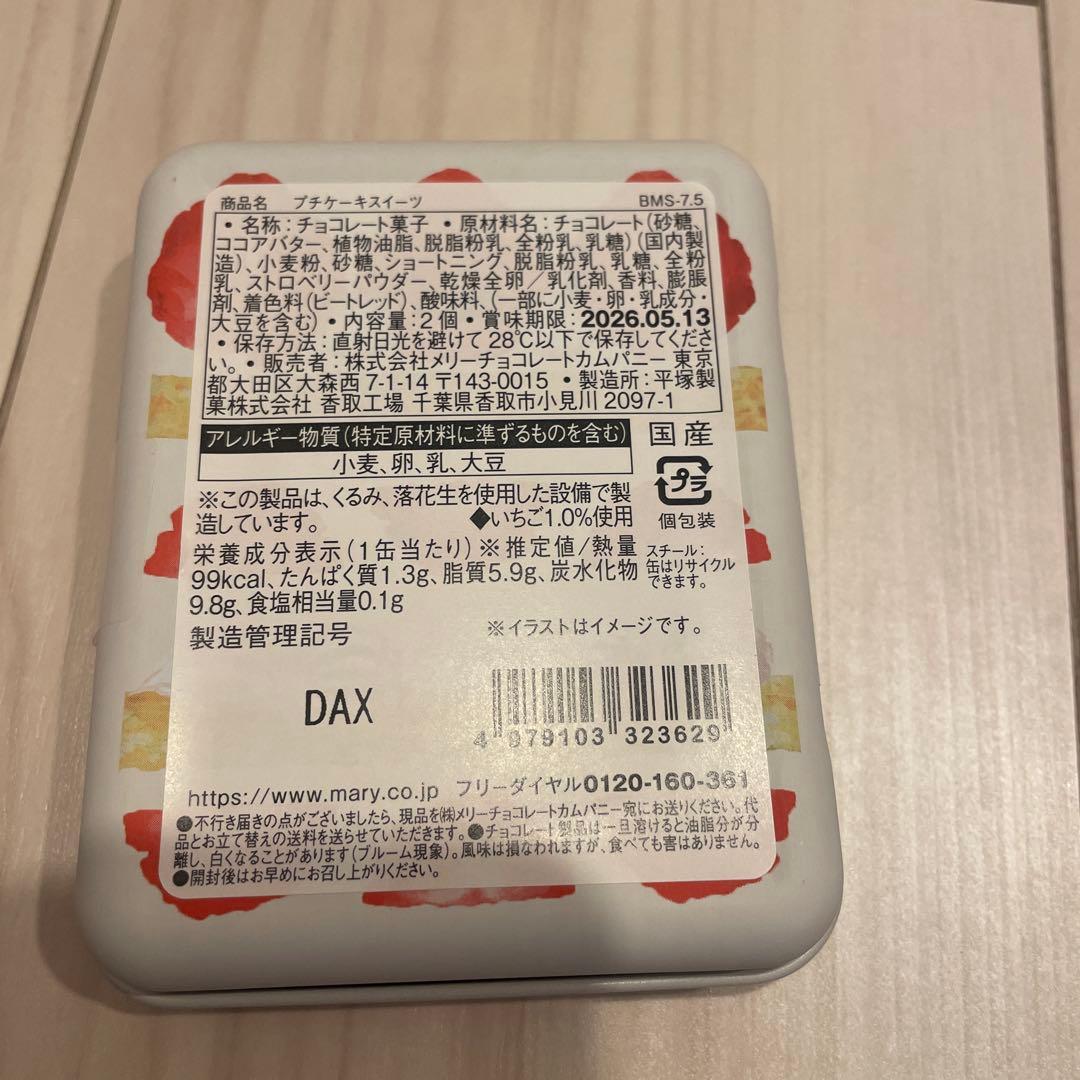 商品名 プチケーキスイーツ BMS-7.5
・名称:チョコレート菓子 ・原材料名:チョコレート(砂糖、
ココアバター、植物油脂、脱脂粉乳、全粉乳、乳糖)(国内製
造)、小麦粉、砂糖、ショートニング、脱脂粉乳、乳糖、全粉
乳、ストロベリーパウダー、乾燥全卵/乳化剤、香料、膨脹
剤、着色料(ビートレッド)、酸味料、(一部に小麦・卵・乳成分・
大豆を含む)・内容量:2個・賞味期限:2026.05.13
・保存方法:直射日光を避けて28℃以下で保存してくださ
い。・販売者:株式会社メリーチョコレートカムパニー 東京
都大田区大森西7-1-14 〒143-0015 ・製造所:平塚製
菓株式会社 香取工場 千葉県香取市小見川2097-1
アレルギー物質(特定原材料に準ずるものを含む)
小麦、卵、乳、大豆
国産
プラ
個包装
※この製品は、くるみ、落花生を使用した設備で製
造しています。 ◆いちご1.0%使用
栄養成分表示(1缶当たり)※推定値/熱量
99kcal、たんぱく質1.3g、脂質5.9g、炭水化物
9.8g、食塩相当量0.1g
スチール:
缶はリサイクル
できます。
製造管理記号
※イラストはイメージです。
DAX
4 979103 323629
https://www.mary.co.jp フリーダイヤル0120-160-361
●不行き届きの点がございましたら、現品を㈱メリーチョコレートカムパニー宛にお送りください。代
品とお立て替えの送料を送らせていただきます。●チョコレート製品は一旦溶けると油脂分が分
離し、白くなることがあります(ブルーム現象)。風味は損なわれますが、食べても害はありません。
●開封後はお早めにお召し上がりください。